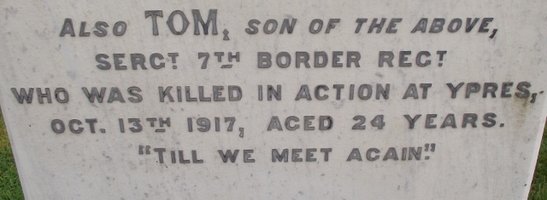 ALSO TOM, SON OF THE ABOVE,
SERGT 7TH BORDER REGT
WHO WAS KILLED IN ACTION AT YPRES,
OCT. 13TH 1917, AGED 24 YEARS.
"TILL WE MEET AGAIN."